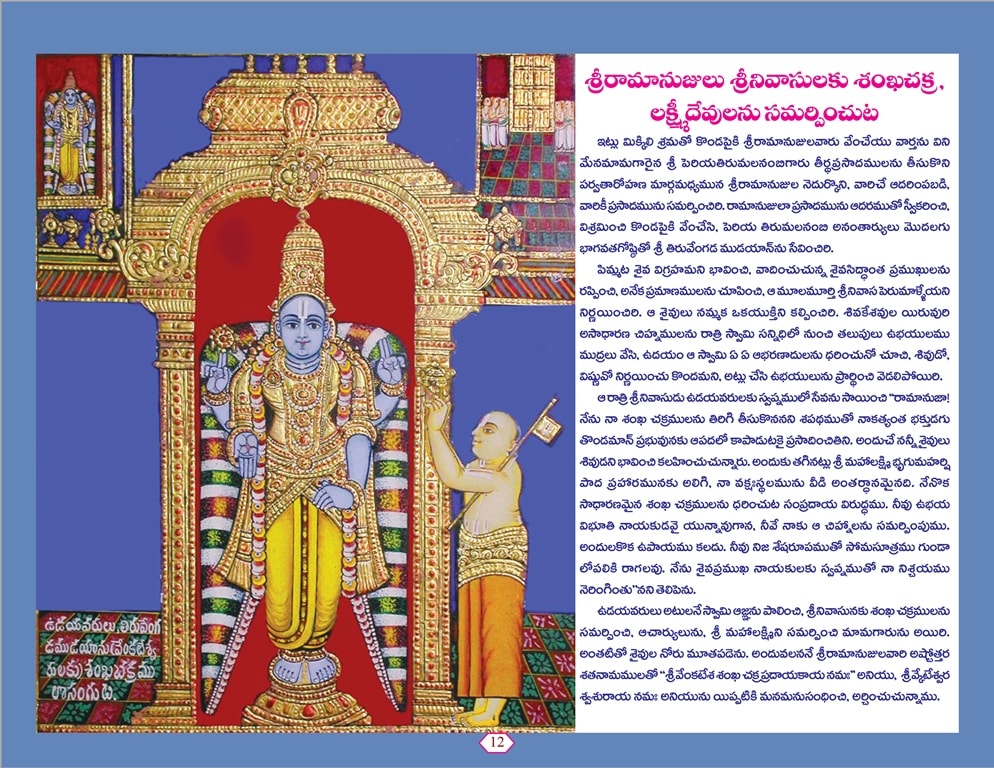 శ్రీరామానుజులు శ్రీనివాసులకు శంఖచక్ర,
లక్ష్మీదేవులను సమర్పించుట
ఇట్లు మిక్కిలి శ్రమతో కొండపైకి శ్రీరామానుజులవారు వేంచేయు వార్తను విని
మేనమామగారైన శ్రీ పెరియతిరుమలనంబిగారు తీర్థప్రసాదములను తీసుకొని
పర్వతారోహణ మార్గమధ్యమున శ్రీరామానుజుల నెదుర్కొని, వారిచే ఆదరింపబడి,
వారికీ ప్రసాదమును సమర్పించిరి. రామానుజులా ప్రసాదమును ఆదరముతో స్వీకరించి,
విశ్రమించి కొండపైకి వేంచేసి, పెరియ తిరుమలనంబి అనంతార్యులు మొదలగు
భాగవతగోష్ఠితో శ్రీ తిరువేంగడ ముడయాన్‌ను సేవించిరి.
పిమ్మట శైవ విగ్రహమని భావించి, వాదించుచున్న శైవసిద్ధాంత ప్రముఖులను
రప్పించి, అనేక ప్రమాణములను చూపించి, ఆ మూలమూర్తి శ్రీనివాస పెరుమాళ్ళేయని
నిర్ణయించిరి. ఆ శైవులు నమ్మక ఒకయుక్తిని కల్పించిరి. శివకేశవుల యిరువురి
అసాధారణ చిహ్నములను రాత్రి స్వామి సన్నిధిలో నుంచి తలుపులు ఉభయులము
ముద్రలు వేసి, ఉదయం ఆ స్వామి ఏ ఏ ఆభరణాదులను ధరించునో చూచి, శివుడో,
విష్ణువో నిర్ణయించు కొందమని, అట్లు చేసి ఉభయులును ప్రార్థించి వెడలిపోయిరి.
ఆ రాత్రి శ్రీనివాసుడు ఉడయవరులకు స్వప్నములో సేవను సాయించి "రామానుజా!
నేను నా శంఖ చక్రములను తిరిగి తీసుకొననని శపథముతో నాకత్యంత భక్తుడగు
తొండమాన్ ప్రభువునకు ఆపదలో కాపాడుటకై ప్రసాదించితిని. అందుచే నన్నీ శైవులు
శివుడని భావించి కలహించుచున్నారు. అందుకు తగినట్లు శ్రీ మహాలక్ష్మి భృగుమహర్షి
పాద ప్రహారమునకు అలిగి, నా వక్షఃస్థలమును వీడి అంతర్ధానమైనది. నేనొక
సాధారణమైన శంఖ చక్రములను ధరించుట సంప్రదాయ విరుద్ధము. నీవు ఉభయ
విభూతి నాయకుడవై యున్నావుగాన, నీవే నాకు ఆ చిహ్నాలను సమర్పింపుము.
అందులకొక ఉపాయము కలదు. నీవు నిజ శేషరూపముతో సోమసూత్రము గుండా
లోపలికి రాగలవు. నేను శైవప్రముఖ నాయకులకు స్వప్నముతో నా నిశ్చయము
నెరింగింతు"నని తెలిపెను.
ఉడయవరులు అటులనే స్వామి ఆజ్ఞను పాలించి, శ్రీనివాసునకు శంఖ చక్రములను
సమర్పించి, ఆచార్యులును, శ్రీ మహాలక్ష్మిని సమర్పించి మామగారును అయిరి.
అంతటితో శైవుల నోరు మూతపడెను. అందువలననే శ్రీరామానుజులవారి అష్టోత్తర
శతనామములతో "శ్రీవేంకటేశ శంఖ చక్ర ప్రదాయకాయ నమః" అనియు, శ్రీవ్కేటేశ్వర
శ్వశురాయ నమః అనియును యిప్పటికి మనమనుసంధించి, అర్చించుచున్నాము.
ఉడయవరులు, తిరువేంగ
డముడయాను (వేంకటేశ్వ
రులకు) శంఖచక్రము
లొసంగుట.
12